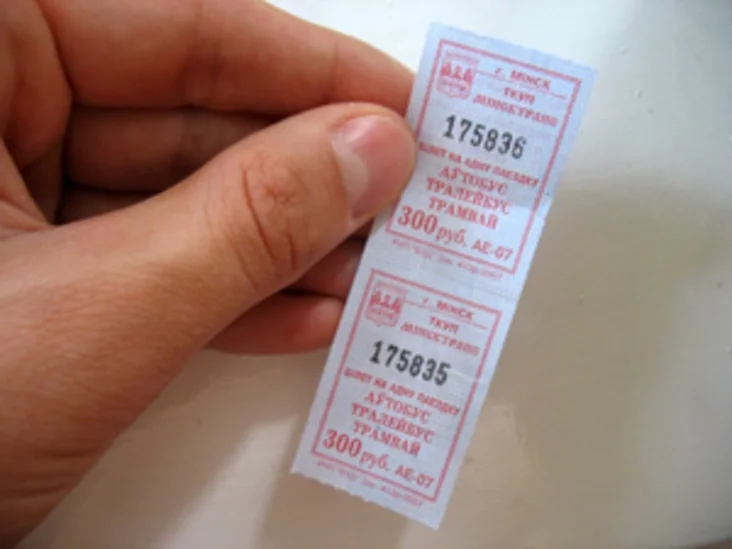 г. МІНСК
ТКУП
МІНСКТРАНС
175836
БІЛЕТ НА АДНУ ПАЕЗДКУ
АЎТОБУС
ТРАЛЕЙБУС
ТРАМВАЙ
300 руб. АЕ-07
г. МІНСК
ТКУП
МІНСКТРАНС
175835
БІЛЕТ НА АДНУ ПАЕЗДКУ
АЎТОБУС
ТРАЛЕЙБУС
ТРАМВАЙ
300 руб. АЕ-07